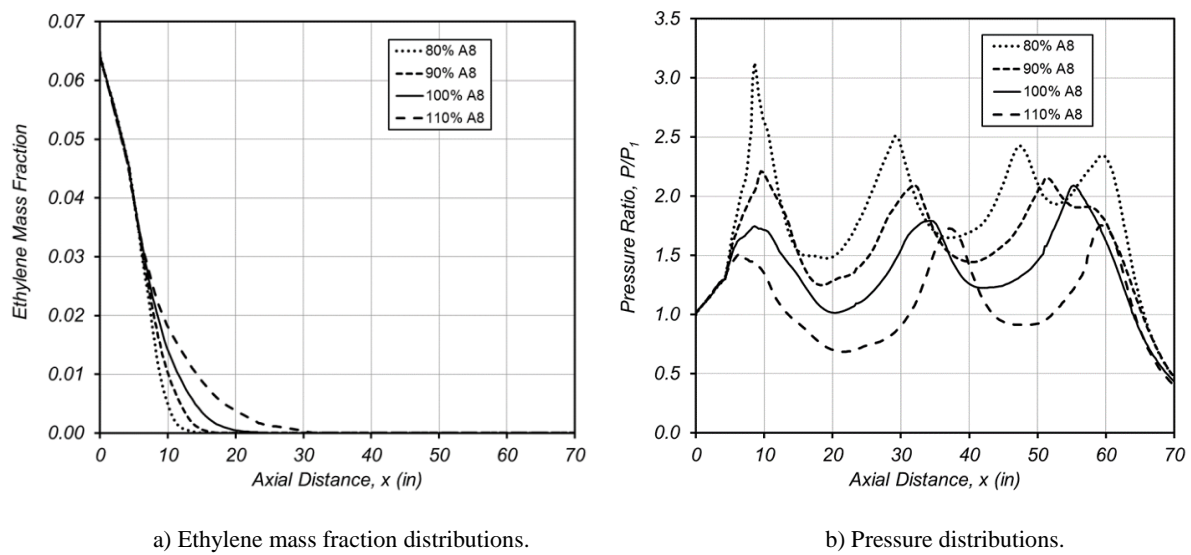 0.07
0.06
0.05
0.04
0.03
0.02
0.01
0.00
Ethylene Mass Fraction
80% A8
90% A8
100% A8
110% A8
0 10 20 30 40 50 60 70
Axial Distance, x (in)
a) Ethylene mass fraction distributions.
3.5
3.0
2.5
2.0
1.5
1.0
0.5
0.0
Pressure Ratio, P/P1
80% A8
90% A8
100% A8
110% A8
0 10 20 30 40 50 60 70
Axial Distance, x (in)
b) Pressure distributions.